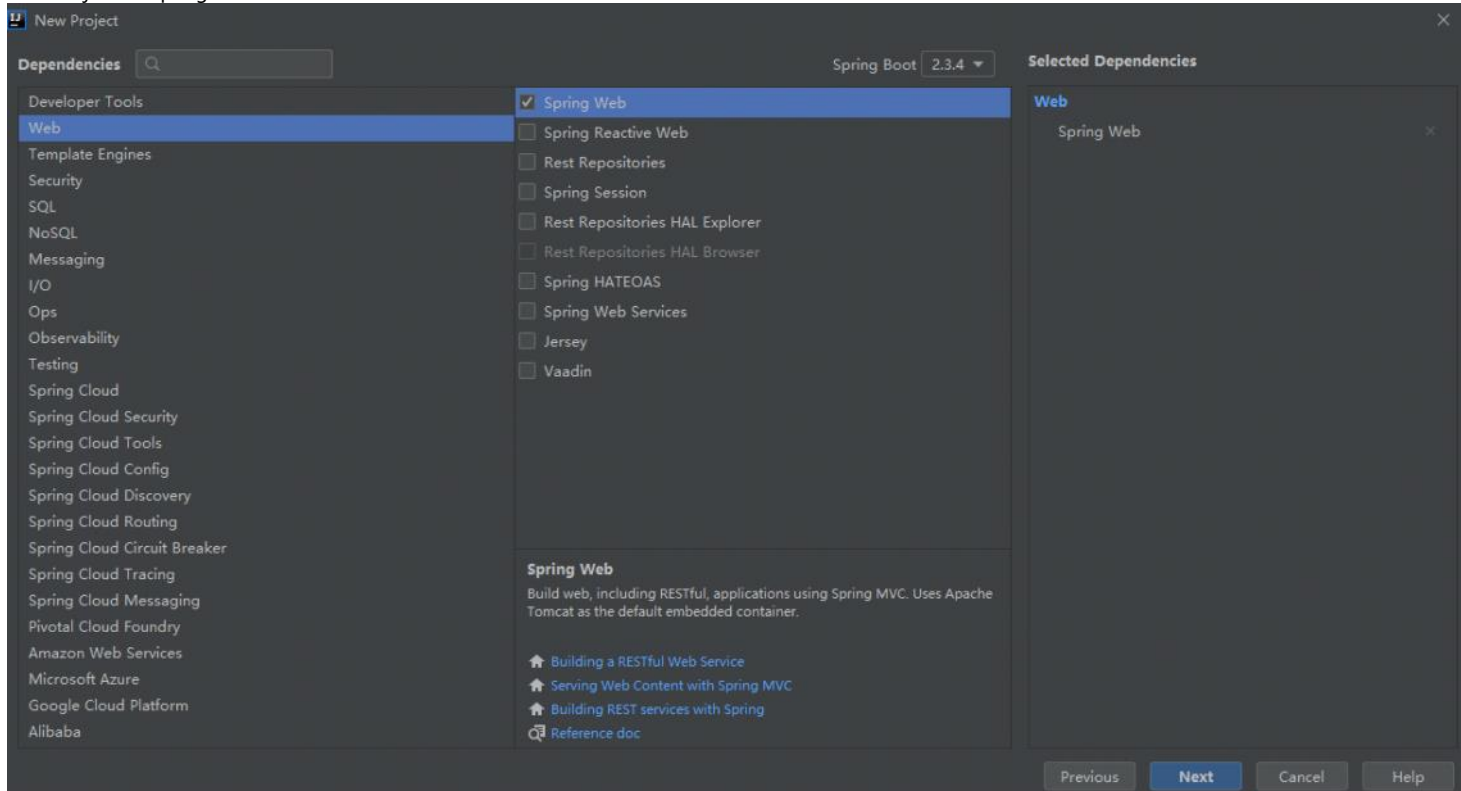 New Project
Dependencies
Spring Boot 2.3.4
Selected Dependencies
Developer Tools
Web
Template Engines
Security
SQL
NoSQL
Messaging
I/O
Ops
Observability
Testing
Spring Cloud
Spring Cloud Security
Spring Cloud Tools
Spring Cloud Config
Spring Cloud Discovery
Spring Cloud Routing
Spring Cloud Circuit Breaker
Spring Cloud Tracing
Spring Cloud Messaging
Pivotal Cloud Foundry
Amazon Web Services
Microsoft Azure
Google Cloud Platform
Alibaba
Spring Web
Spring Reactive Web
Rest Repositories
Spring Session
Rest Repositories HAL Explorer
Rest Repositories HAL Browser
Spring HATEOAS
Spring Web Services
Jersey
Vaadin
Spring Web
Build web, including RESTful, applications using Spring MVC. Uses Apache
Tomcat as the default embedded container.
Building a RESTful Web Service
Serving Web Content with Spring MVC
Building REST services with Spring
Reference doc
Web
Spring Web
Previous
Next
Cancel
Help